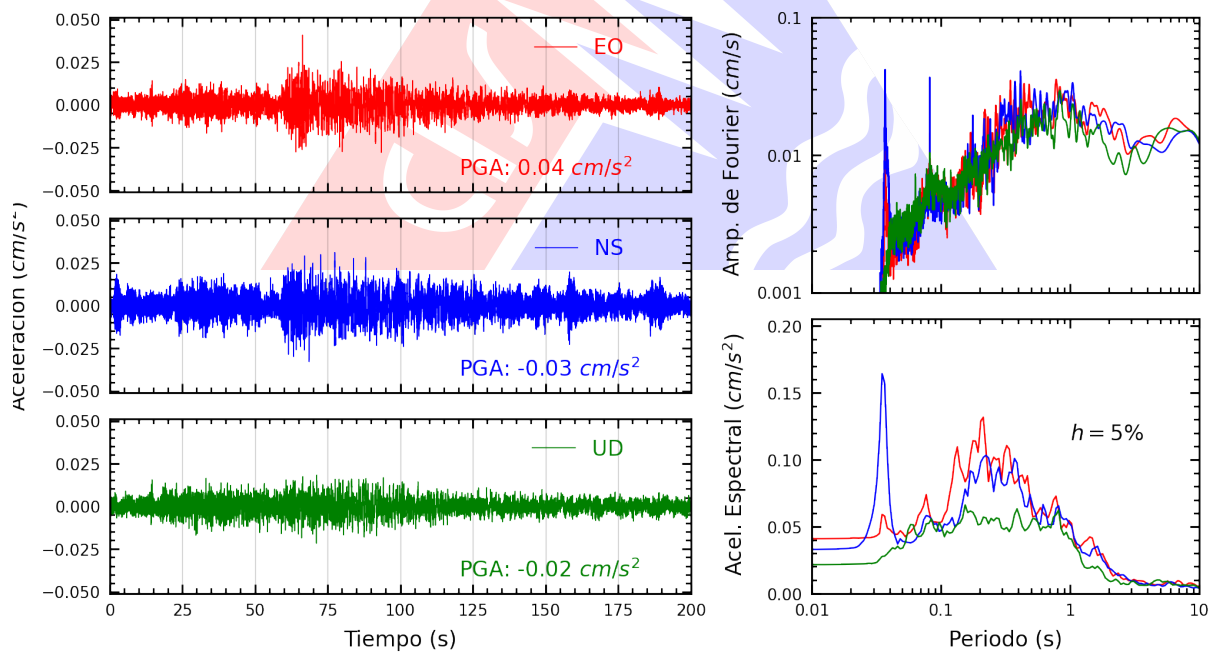 Aceleracion (cm/s²)
0.050
0.025
0.000
−0.025
−0.050
EO
PGA: 0.04 cm/s²
0.050
0.025
0.000
−0.025
−0.050
NS
PGA: -0.03 cm/s²
0.050
0.025
0.000
−0.025
−0.050
UD
PGA: -0.02 cm/s²
0 25 50 75 100 125 150 175 200
Tiempo (s)
Amp. de Fourier (cm/s)
0.1
0.01
0.001
Acel. Espectral (cm/s²)
0.20
0.15
0.10
0.05
0.00
h = 5%
0.01 0.1 1 10
Periodo (s)